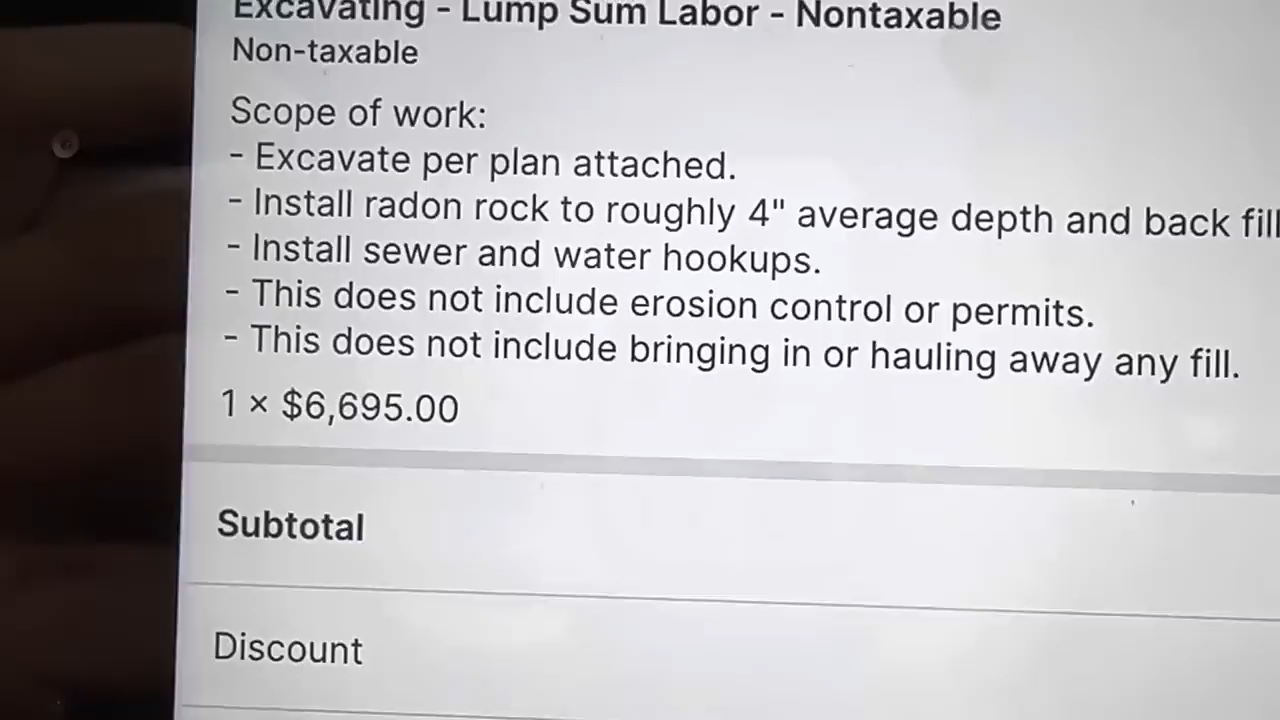 Excavating - Lump Sum Labor - Nontaxable
Non-taxable
Scope of work:
- Excavate per plan attached.
- Install radon rock to roughly 4" average depth and back fill
- Install sewer and water hookups.
- This does not include erosion control or permits.
- This does not include bringing in or hauling away any fill.
1 × $6,695.00
Subtotal
Discount